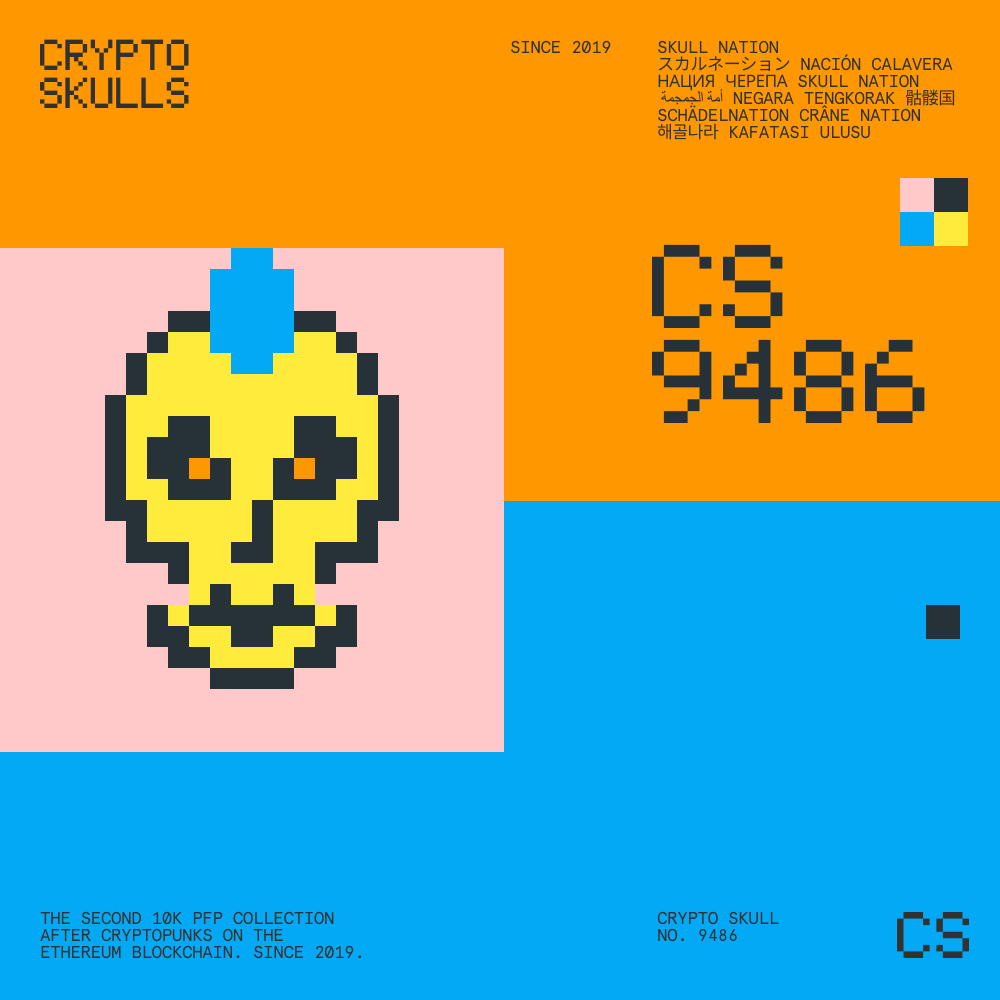 CRYPTO
SKULLS
SINCE 2019
SKULL NATION
スカルネーション NACIÓN CALAVERA
НАЦИЯ ЧЕРЕПА SKULL NATION
أمة الجمجمة NEGARA TENGKORAK 骷髅国
SCHÄDELNATION CRÂNE NATION
해골나라 KAFATASI ULUSU
CS
9486
THE SECOND 10K PFP COLLECTION
AFTER CRYPTOPUNKS ON THE
ETHEREUM BLOCKCHAIN. SINCE 2019.
CRYPTO SKULL
NO. 9486
CS